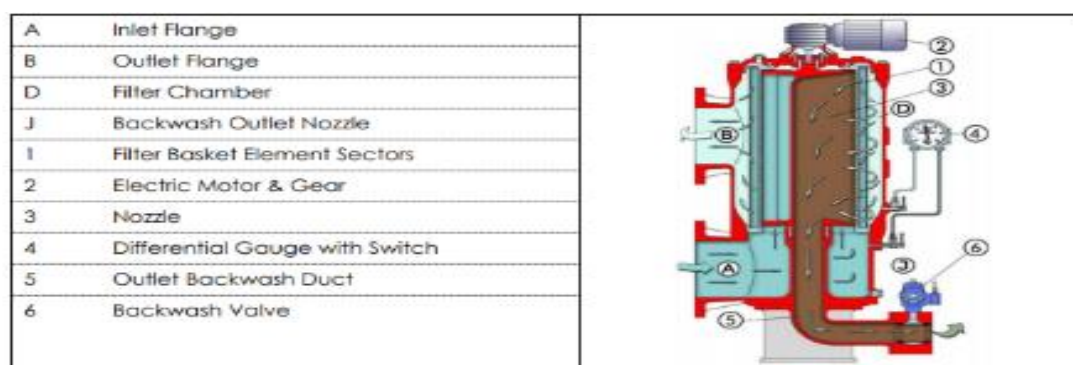 A Inlet Flange
B Outlet Flange
D Filter Chamber
J Backwash Outlet Nozzle
1 Filter Basket Element Sectors
2 Electric Motor & Gear
3 Nozzle
4 Differential Gauge with Switch
5 Outlet Backwash Duct
6 Backwash Valve
2
1
3
D
B
4
6
J
A
5